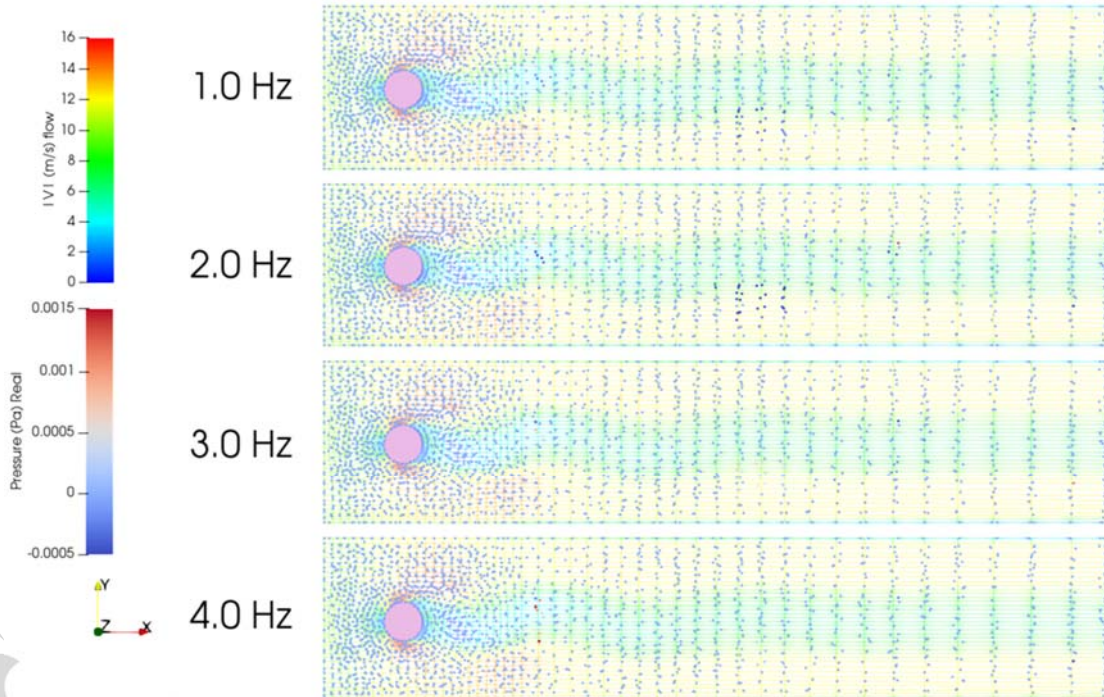 16
14
12
10
8
6
4
2
0
I V I (m/s) flow
0.0015
0.001
0.0005
0
-0.0005
Pressure (Pa) Real
Y
Z
X
1.0 Hz
2.0 Hz
3.0 Hz
4.0 Hz